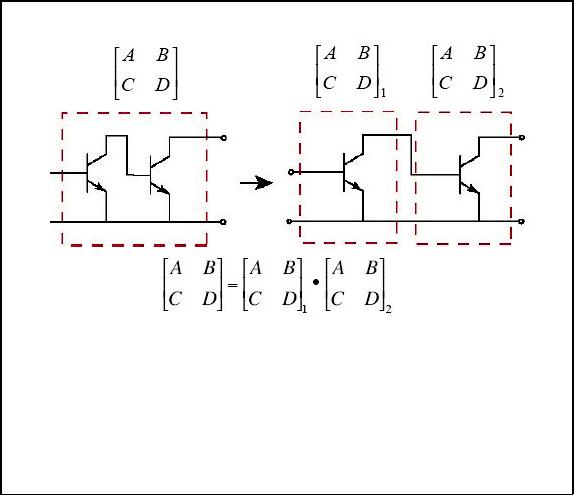 [A B
C D]
[A B
C D]1
[A B
C D]2
[A B
C D] = [A B
C D]1 • [A B
C D]2